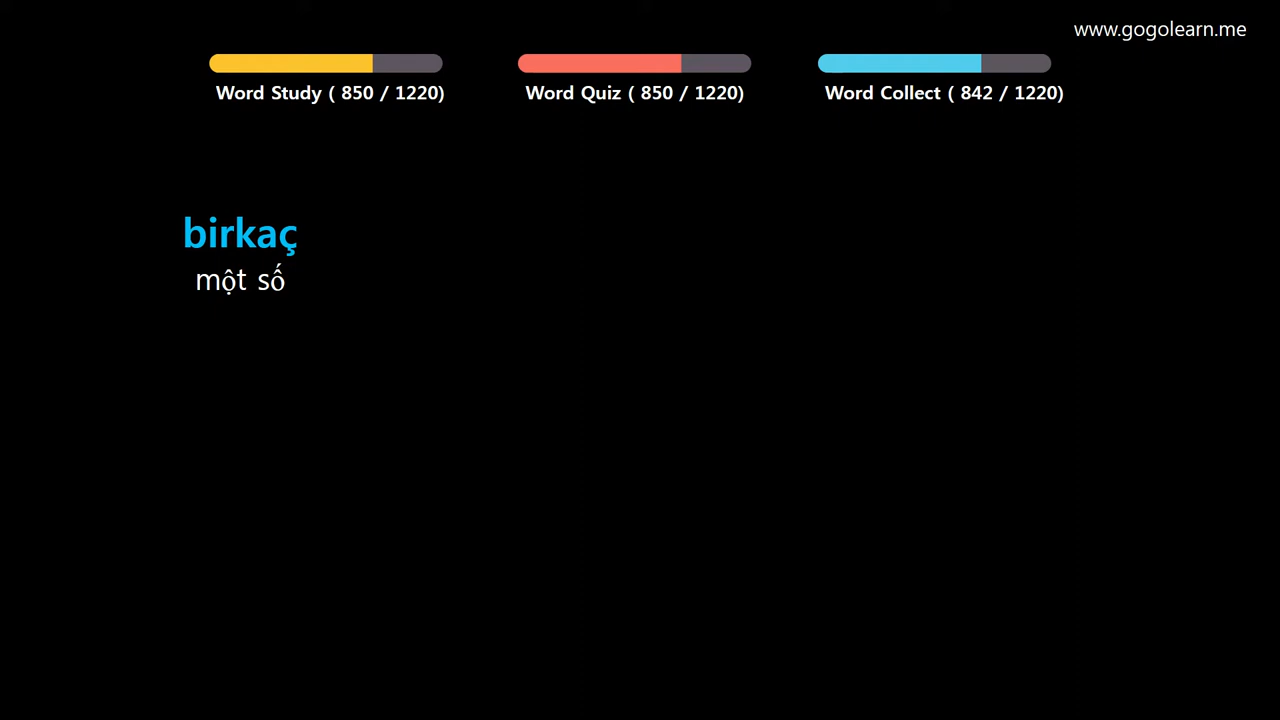 www.gogolearn.me
Word Study ( 850 / 1220)
Word Quiz ( 850 / 1220)
Word Collect ( 842 / 1220)
birkaç
một số